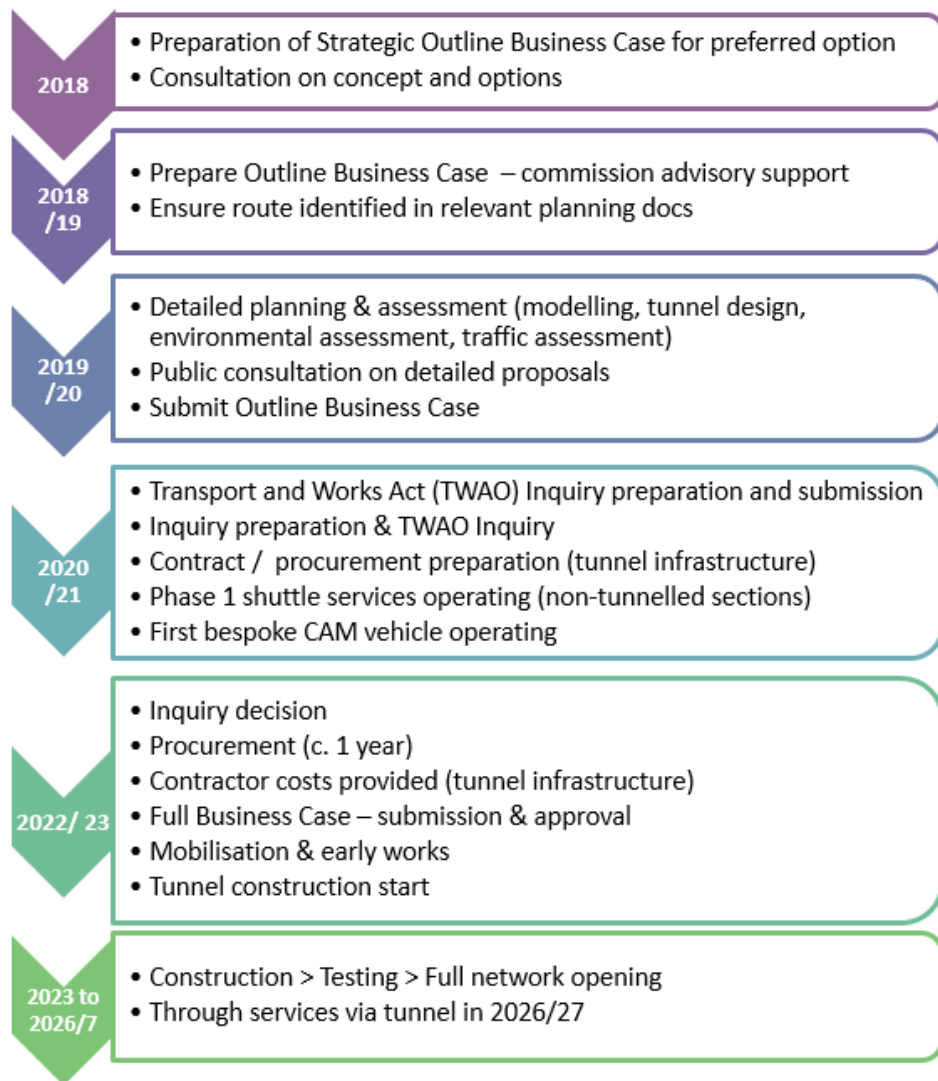 2018
• Preparation of Strategic Outline Business Case for preferred option
• Consultation on concept and options
2018
/19
• Prepare Outline Business Case – commission advisory support
• Ensure route identified in relevant planning docs
2019
/20
• Detailed planning & assessment (modelling, tunnel design,
environmental assessment, traffic assessment)
• Public consultation on detailed proposals
• Submit Outline Business Case
2020
/21
• Transport and Works Act (TWAO) Inquiry preparation and submission
• Inquiry preparation & TWAO Inquiry
• Contract / procurement preparation (tunnel infrastructure)
• Phase 1 shuttle services operating (non-tunnelled sections)
• First bespoke CAM vehicle operating
2022/ 23
• Inquiry decision
• Procurement (c. 1 year)
• Contractor costs provided (tunnel infrastructure)
• Full Business Case – submission & approval
• Mobilisation & early works
• Tunnel construction start
2023 to
2026/7
• Construction > Testing > Full network opening
• Through services via tunnel in 2026/27